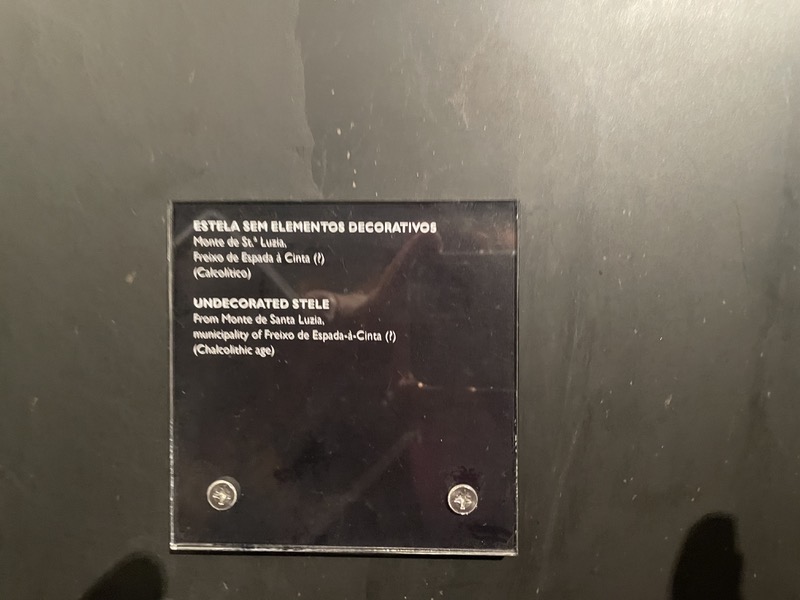 ESTELA SEM ELEMENTOS DECORATIVOS
Monte de St.ª Luzia,
Freixo de Espada à Cinta (?)
(Calcolítico)
UNDECORATED STELE
From Monte de Santa Luzia,
municipality of Freixo de Espada-à-Cinta (?)
(Chalcolithic age)